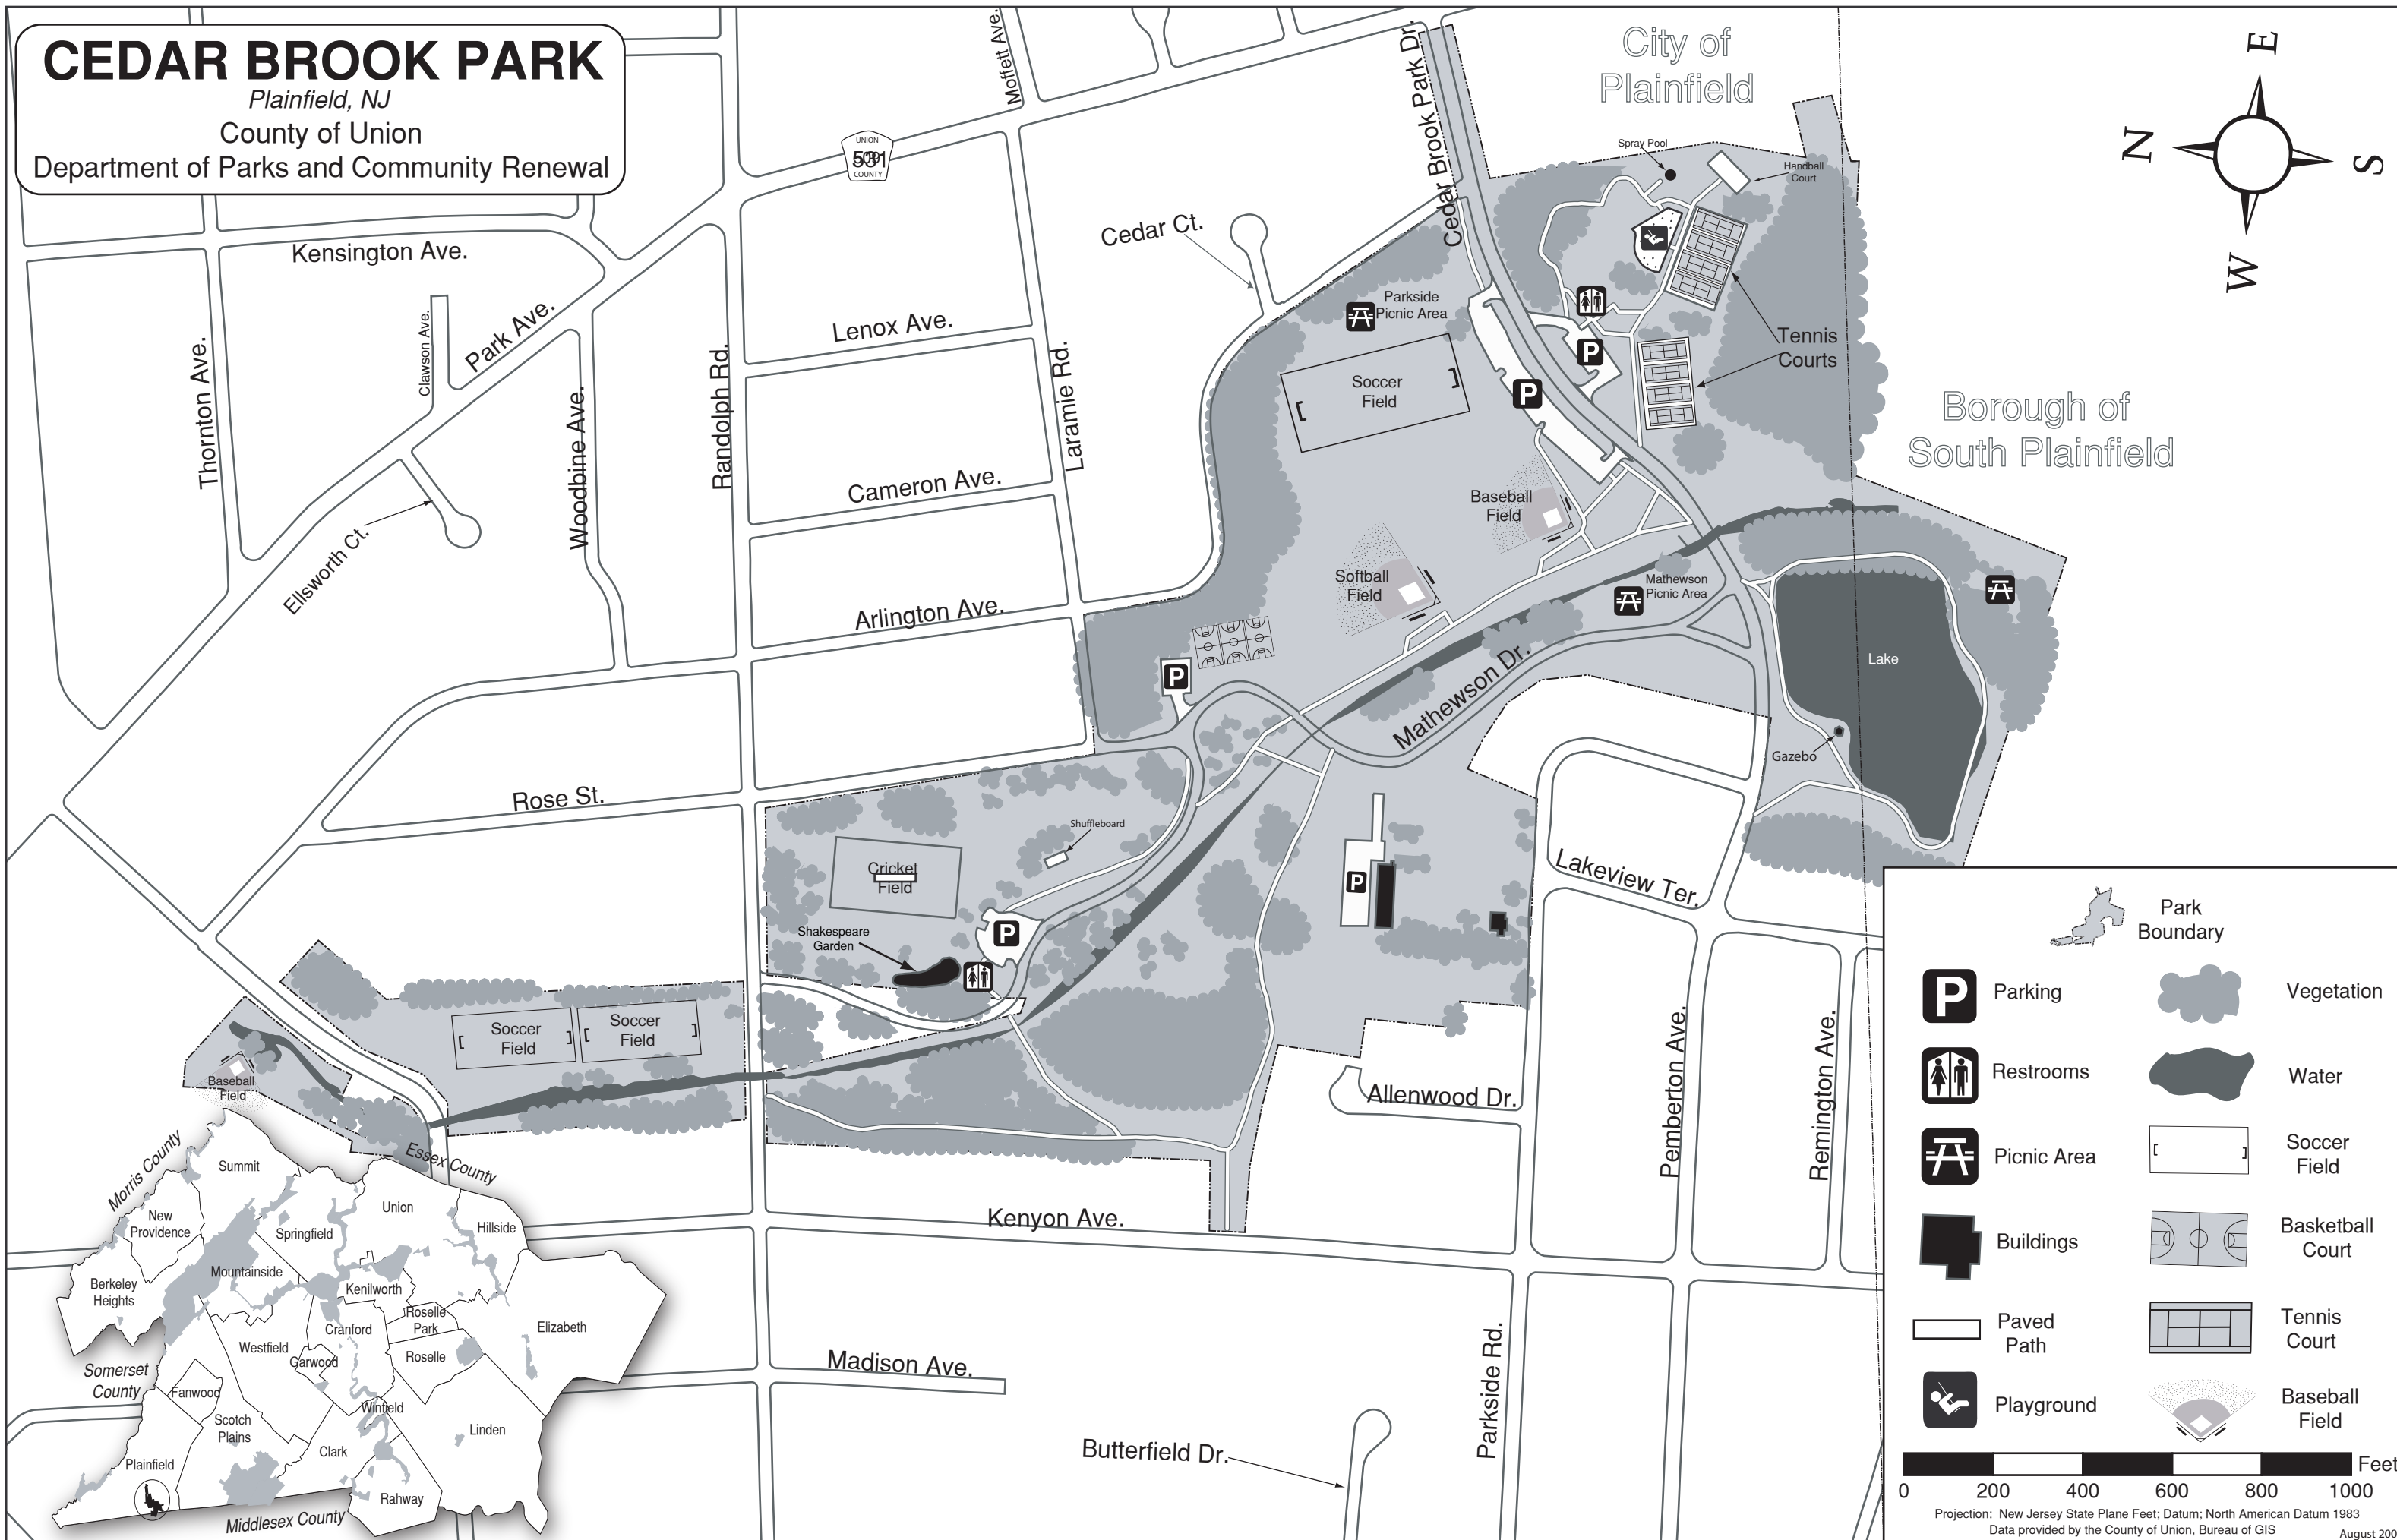 CEDAR BROOK PARK
Plainfield, NJ
County of Union
Department of Parks and Community Renewal
Moffett Ave.
Cedar Brook Park Dr.
City of
Plainfield
E
N
S
W
UNION
COUNTY
Spray Pool
Handball
Court
Cedar Ct.
Cedar Brook Park Dr.
Kensington Ave.
Clawson Ave.
Park Ave.
Thornton Ave.
Woodbine Ave.
Randolph Rd.
Lenox Ave.
Laramie Rd.
Parkside
Picnic Area
P
P
Tennis
Courts
Soccer
Field
Borough of
South Plainfield
Cameron Ave.
Baseball
Field
Ellsworth Ct.
Softball
Field
Mathewson
Picnic Area
Arlington Ave.
P
Lake
Mathewson Dr.
Gazebo
Rose St.
Shuffleboard
Cricket
Field
Shakespeare
Garden
P
P
Lakeview Ter.
Soccer
Field
Soccer
Field
Baseball
Field
Allenwood Dr.
Pemberton Ave.
Remington Ave.
Kenyon Ave.
Madison Ave.
Parkside Rd.
Butterfield Dr.
Morris County
Essex County
Summit
Union
New
Providence
Springfield
Hillside
Berkeley
Heights
Mountainside
Kenilworth
Roselle
Park
Elizabeth
Cranford
Westfield
Garwood
Roselle
Somerset
County
Fanwood
Winfield
Scotch
Plains
Linden
Clark
Plainfield
Rahway
Middlesex County
Park
Boundary
P
Parking
Vegetation
Restrooms
Water
Picnic Area
Soccer
Field
Buildings
Basketball
Court
Paved
Path
Tennis
Court
Playground
Baseball
Field
Feet
0 200 400 600 800 1000
Projection: New Jersey State Plane Feet; Datum; North American Datum 1983
Data provided by the County of Union, Bureau of GIS
August 200